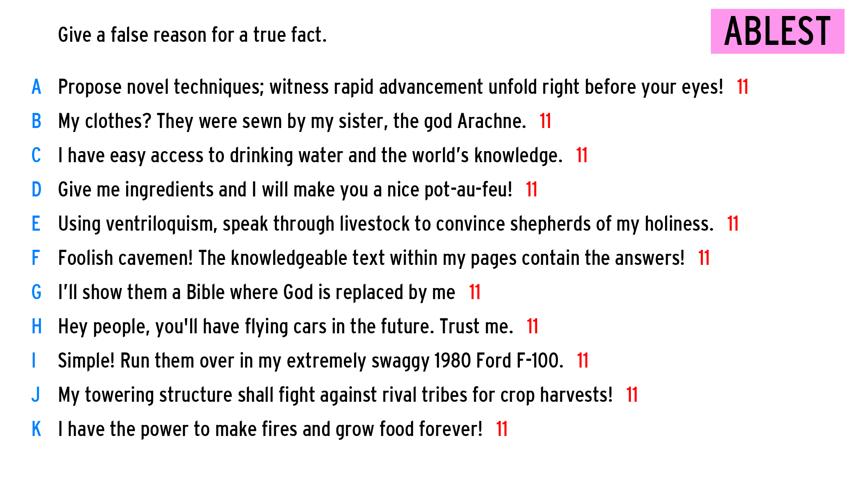 Give a false reason for a true fact.
ABLEST
A Propose novel techniques; witness rapid advancement unfold right before your eyes! 11
B My clothes? They were sewn by my sister, the god Arachne. 11
C I have easy access to drinking water and the world's knowledge. 11
D Give me ingredients and I will make you a nice pot-au-feu! 11
E Using ventriloquism, speak through livestock to convince shepherds of my holiness. 11
F Foolish cavemen! The knowledgeable text within my pages contain the answers! 11
G I'll show them a Bible where God is replaced by me 11
H Hey people, you'll have flying cars in the future. Trust me. 11
I Simple! Run them over in my extremely swaggy 1980 Ford F-100. 11
J My towering structure shall fight against rival tribes for crop harvests! 11
K I have the power to make fires and grow food forever! 11